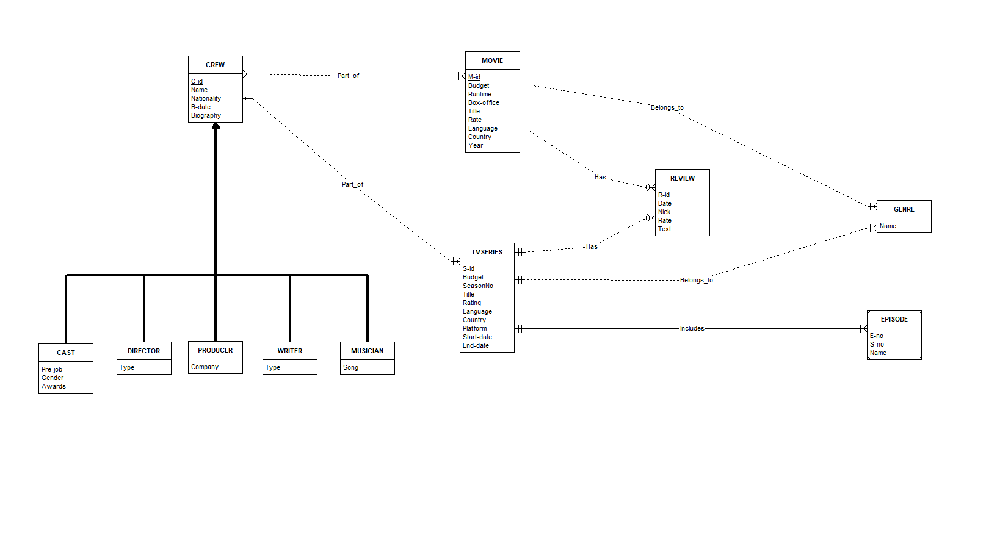 CREW
C-id
Name
Nationality
B-date
Biography
Part_of
MOVIE
M-id
Budget
Runtime
Box-office
Title
Rate
Language
Country
Year
Belongs_to
Has
Part_of
REVIEW
R-id
Date
Nick
Rate
Text
GENRE
Name
Has
TVSERIES
S-id
Budget
SeasonNo
Title
Rating
Language
Country
Platform
Start-date
End-date
Belongs_to
Includes
EPISODE
E-no
S-no
Name
CAST
Pre-job
Gender
Awards
DIRECTOR
Type
PRODUCER
Company
WRITER
Type
MUSICIAN
Song